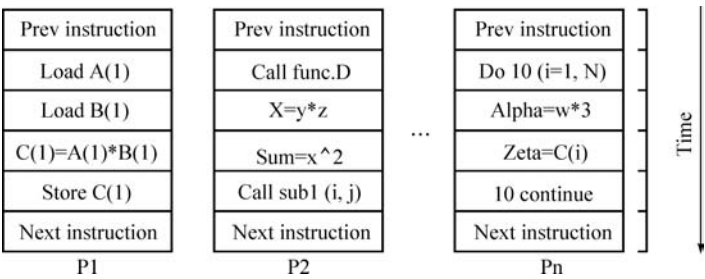 Prev instruction
Load A(1)
Load B(1)
C(1)=A(1)*B(1)
Store C(1)
Next instruction
P1
Prev instruction
Call func.D
X=y*z
Sum=x^2
Call sub1 (i, j)
Next instruction
P2
...
Prev instruction
Do 10 (i=1, N)
Alpha=w*3
Zeta=C(i)
10 continue
Next instruction
Pn
Time